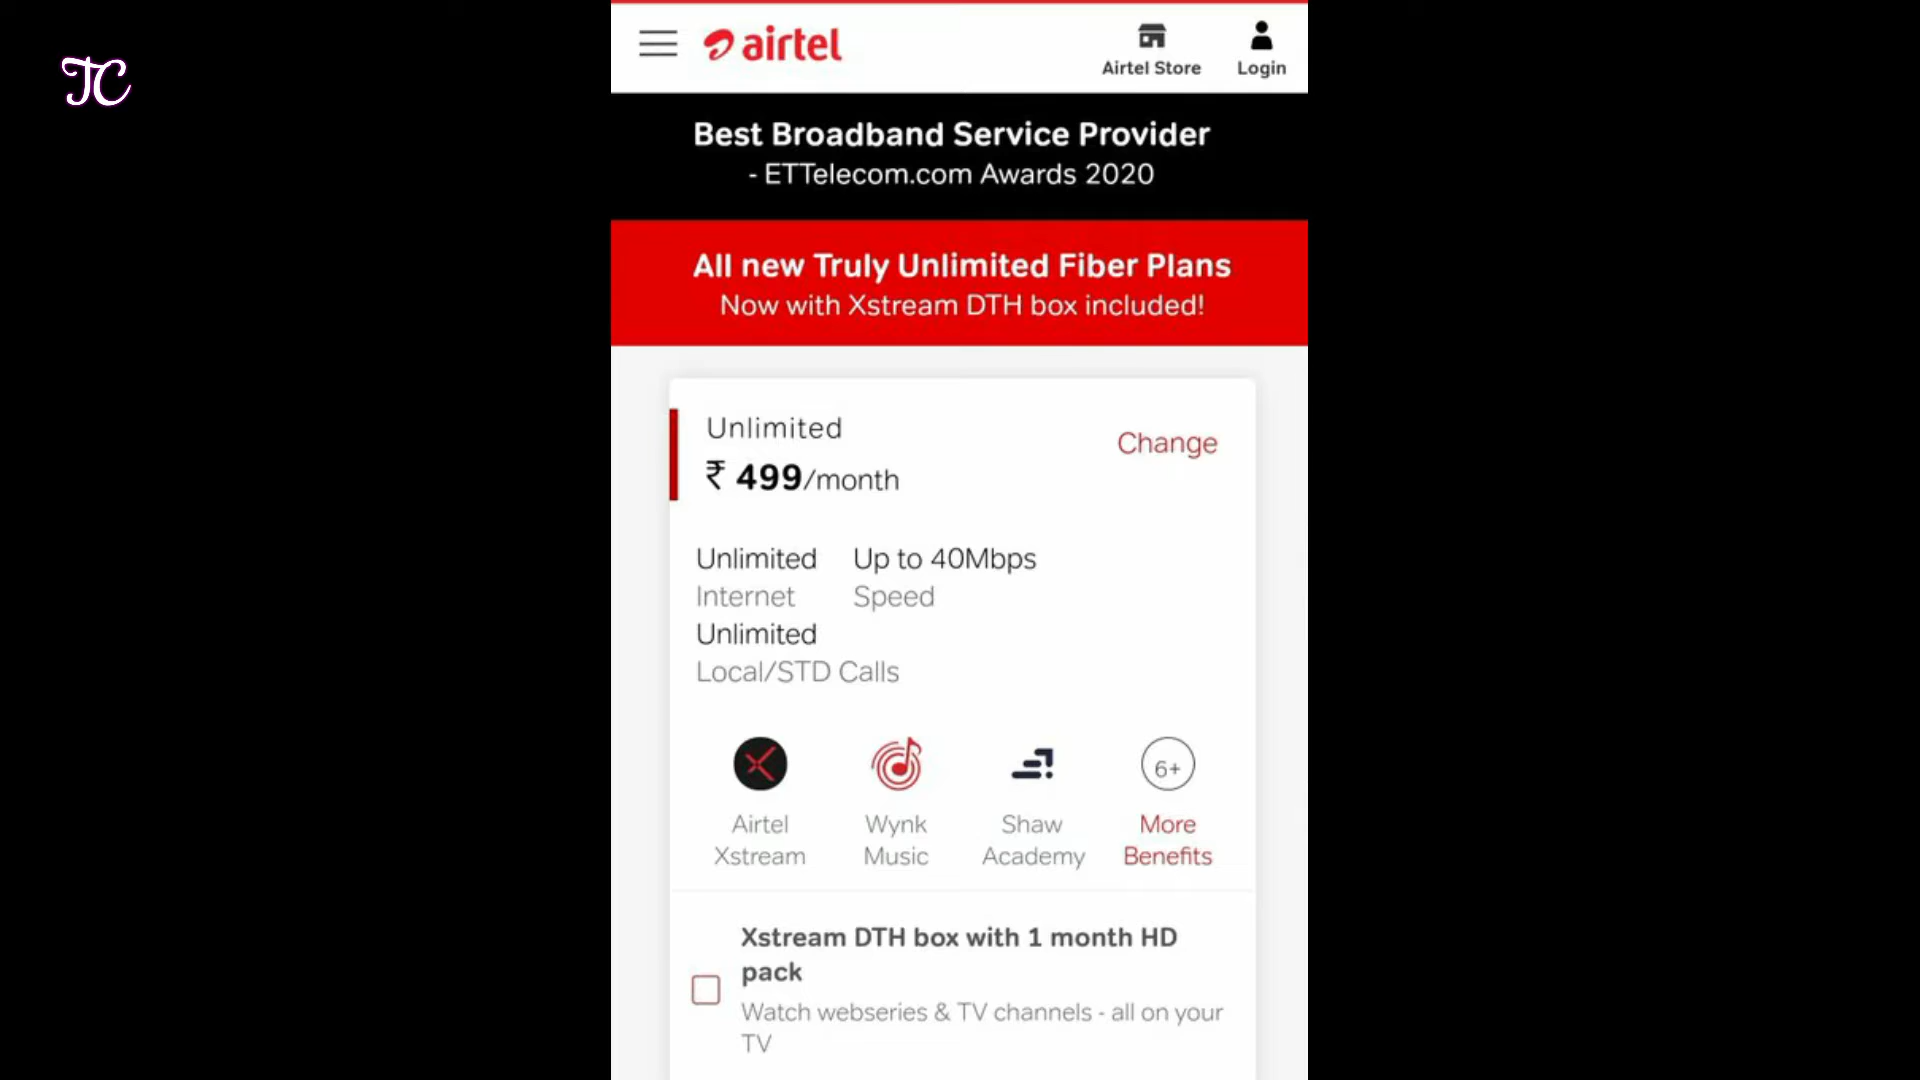 JC
airtel
Airtel Store
Login
Best Broadband Service Provider
- ETTelecom.com Awards 2020
All new Truly Unlimited Fiber Plans
Now with Xstream DTH box included!
Unlimited
₹ 499/month
Change
Unlimited Up to 40Mbps
Internet Speed
Unlimited
Local/STD Calls
6+
Airtel Wynk Shaw More
Xstream Music Academy Benefits
Xstream DTH box with 1 month HD
pack
Watch webseries & TV channels - all on your
TV